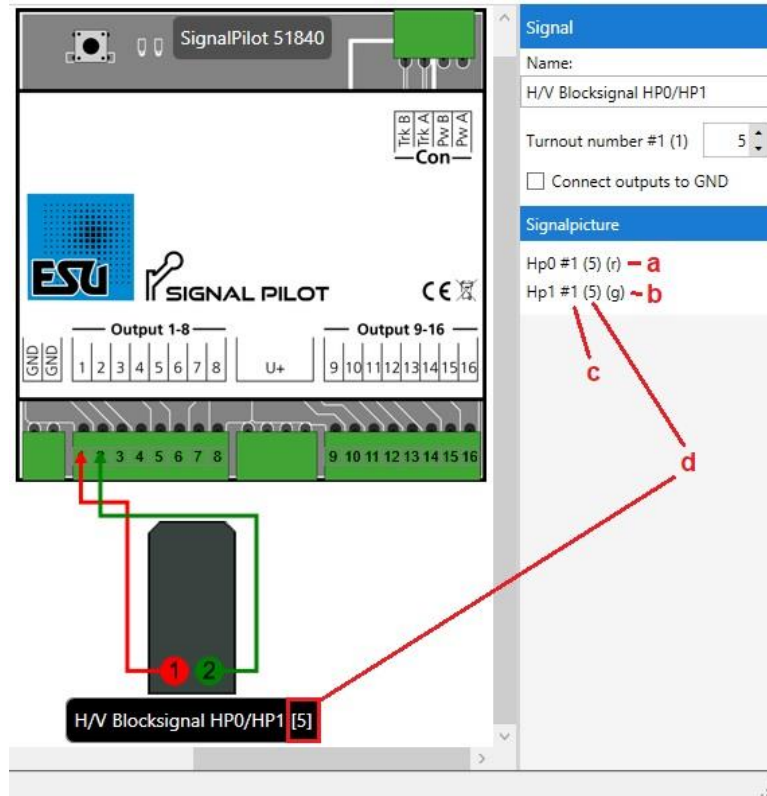 SignalPilot 51840
Trk B
Trk A
Pw B
Pw A
Con
ESU
SIGNAL PILOT
CE
Output 1-8
Output 9-16
GND
GND
1 2 3 4 5 6 7 8
U+
9 10 11 12 13 14 15 16
1 2 3 4 5 6 7 8
9 10 11 12 13 14 15 16
1 2
H/V Blocksignal HP0/HP1 [5]
Signal
Name:
H/V Blocksignal HP0/HP1
Turnout number #1 (1) 5
Connect outputs to GND
Signalpicture
Hp0 #1 (5) (r) a
Hp1 #1 (5) (g) b
c
d